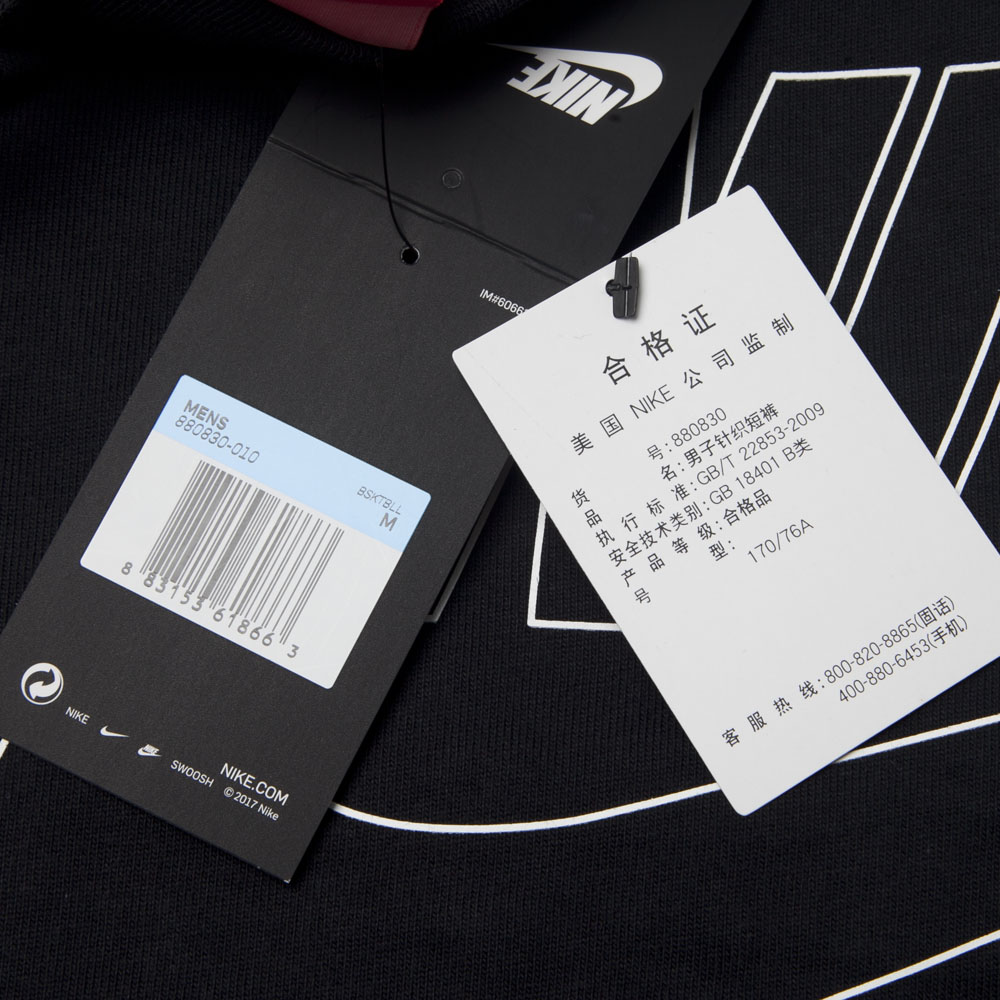 NIKE
IM#6066
MENS
880830-010
BSKTBLL
M
8 83153 61866 3
NIKE
SWOOSH
NIKE.COM
© 2017 Nike
合格证
美国 NIKE 公司监制
货号:880830
品名:男子针织短裤
执行标准:GB/T 22853-2009
安全技术类别:GB 18401 B类
产品等级:合格品
号型: 170/76A
客服热线:800-820-8865(固话)
400-880-6453(手机)